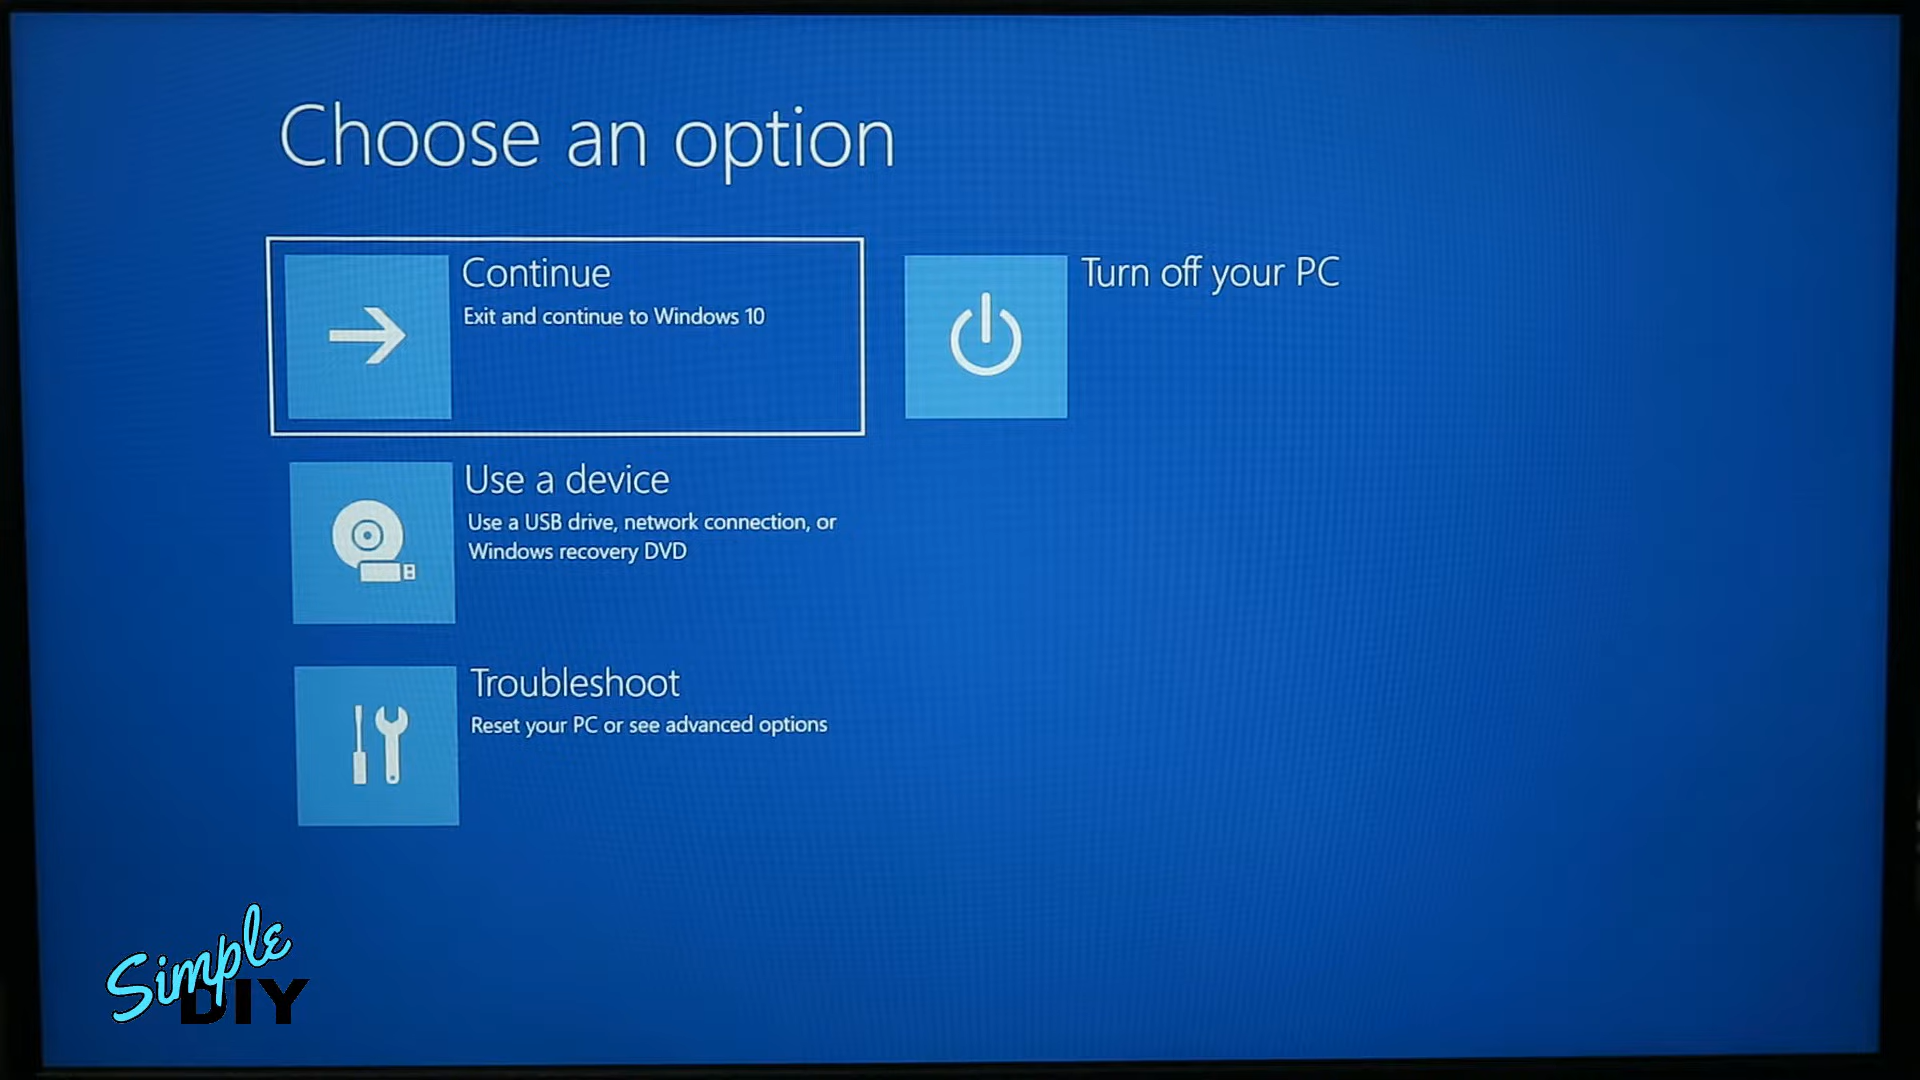 Choose an option
Continue
Exit and continue to Windows 10
Turn off your PC
Use a device
Use a USB drive, network connection, or
Windows recovery DVD
Troubleshoot
Reset your PC or see advanced options
Simple
DIY